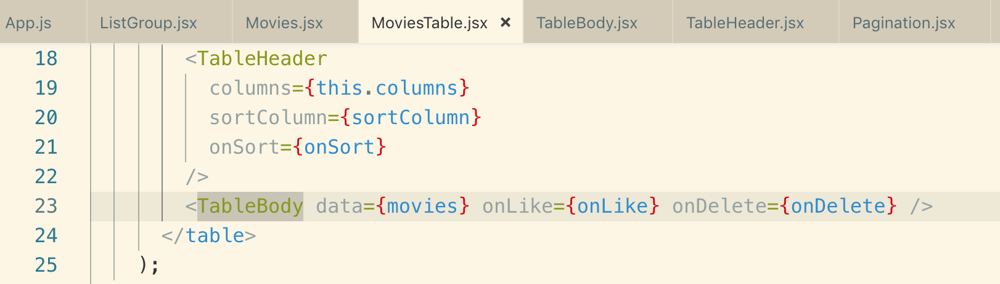 App.js ListGroup.jsx Movies.jsx MoviesTable.jsx × TableBody.jsx TableHeader.jsx Pagination.jsx
18 <TableHeader
19 columns={this.columns}
20 sortColumn={sortColumn}
21 onSort={onSort}
22 />
23 <TableBody data={movies} onLike={onLike} onDelete={onDelete} />
24 </table>
25 );